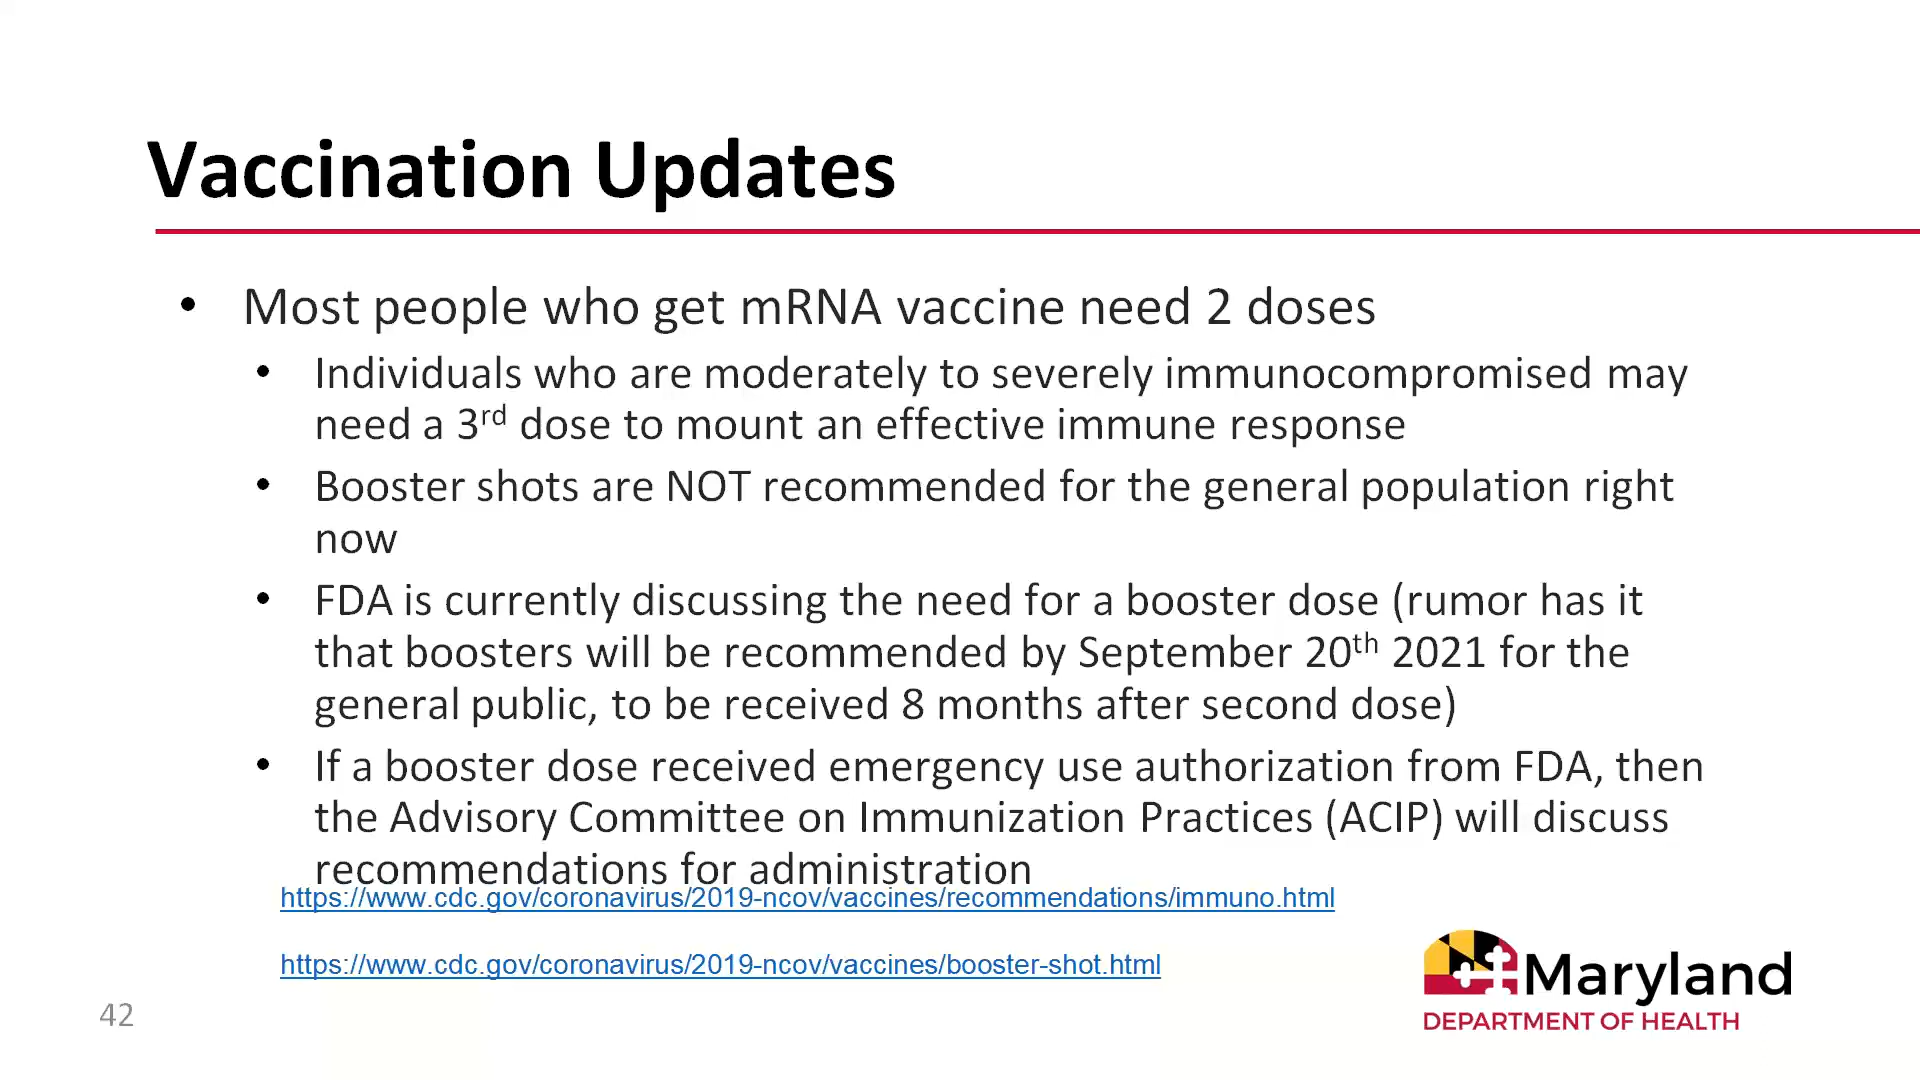 Vaccination Updates
• Most people who get mRNA vaccine need 2 doses
• Individuals who are moderately to severely immunocompromised may
need a 3rd dose to mount an effective immune response
• Booster shots are NOT recommended for the general population right
now
• FDA is currently discussing the need for a booster dose (rumor has it
that boosters will be recommended by September 20th 2021 for the
general public, to be received 8 months after second dose)
• If a booster dose received emergency use authorization from FDA, then
the Advisory Committee on Immunization Practices (ACIP) will discuss
recommendations for administration
https://www.cdc.gov/coronavirus/2019-ncov/vaccines/recommendations/immuno.html
https://www.cdc.gov/coronavirus/2019-ncov/vaccines/booster-shot.html
Maryland
DEPARTMENT OF HEALTH
42